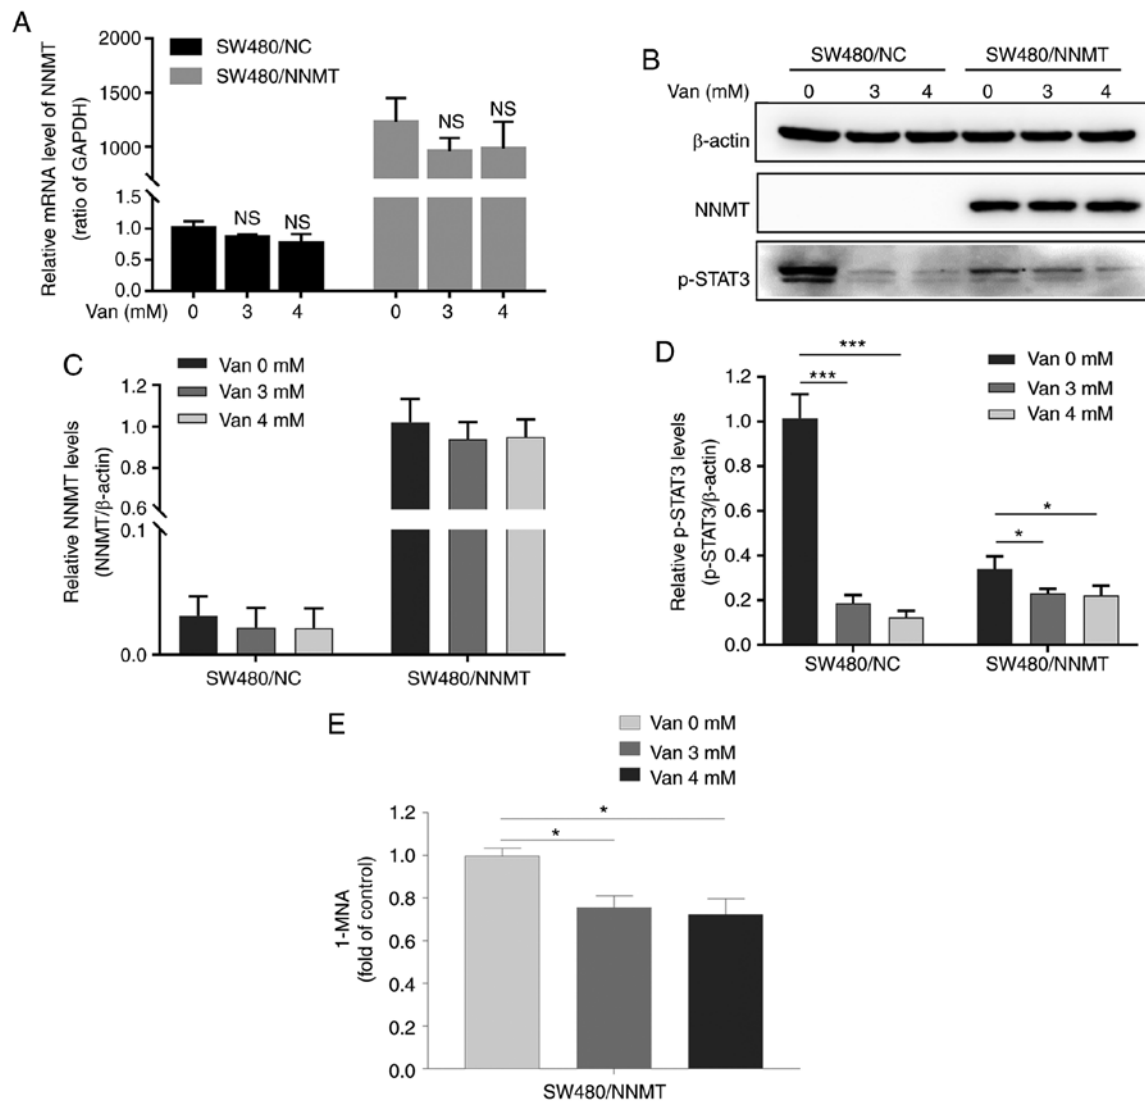 A
Relative mRNA level of NNMT
(ratio of GAPDH)
2000
1500
1000
1.5
1.0
0.5
0.0
SW480/NC
SW480/NNMT
NS
NS
NS
NS
Van (mM)
0
3
4
0
3
4
B
SW480/NC
SW480/NNMT
Van (mM)
0
3
4
0
3
4
β-actin
NNMT
p-STAT3
C
Van 0 mM
Van 3 mM
Van 4 mM
Relative NNMT levels
(NNMT/β-actin)
1.2
1.0
0.8
0.6
0.1
0.0
SW480/NC
SW480/NNMT
D
Van 0 mM
Van 3 mM
Van 4 mM
Relative p-STAT3 levels
(p-STAT3/β-actin)
1.2
1.0
0.8
0.6
0.4
0.2
0.0
***
***
*
*
SW480/NC
SW480/NNMT
E
Van 0 mM
Van 3 mM
Van 4 mM
1-MNA
(fold of control)
1.2
1.0
0.8
0.6
0.4
0.2
0.0
*
*
SW480/NNMT